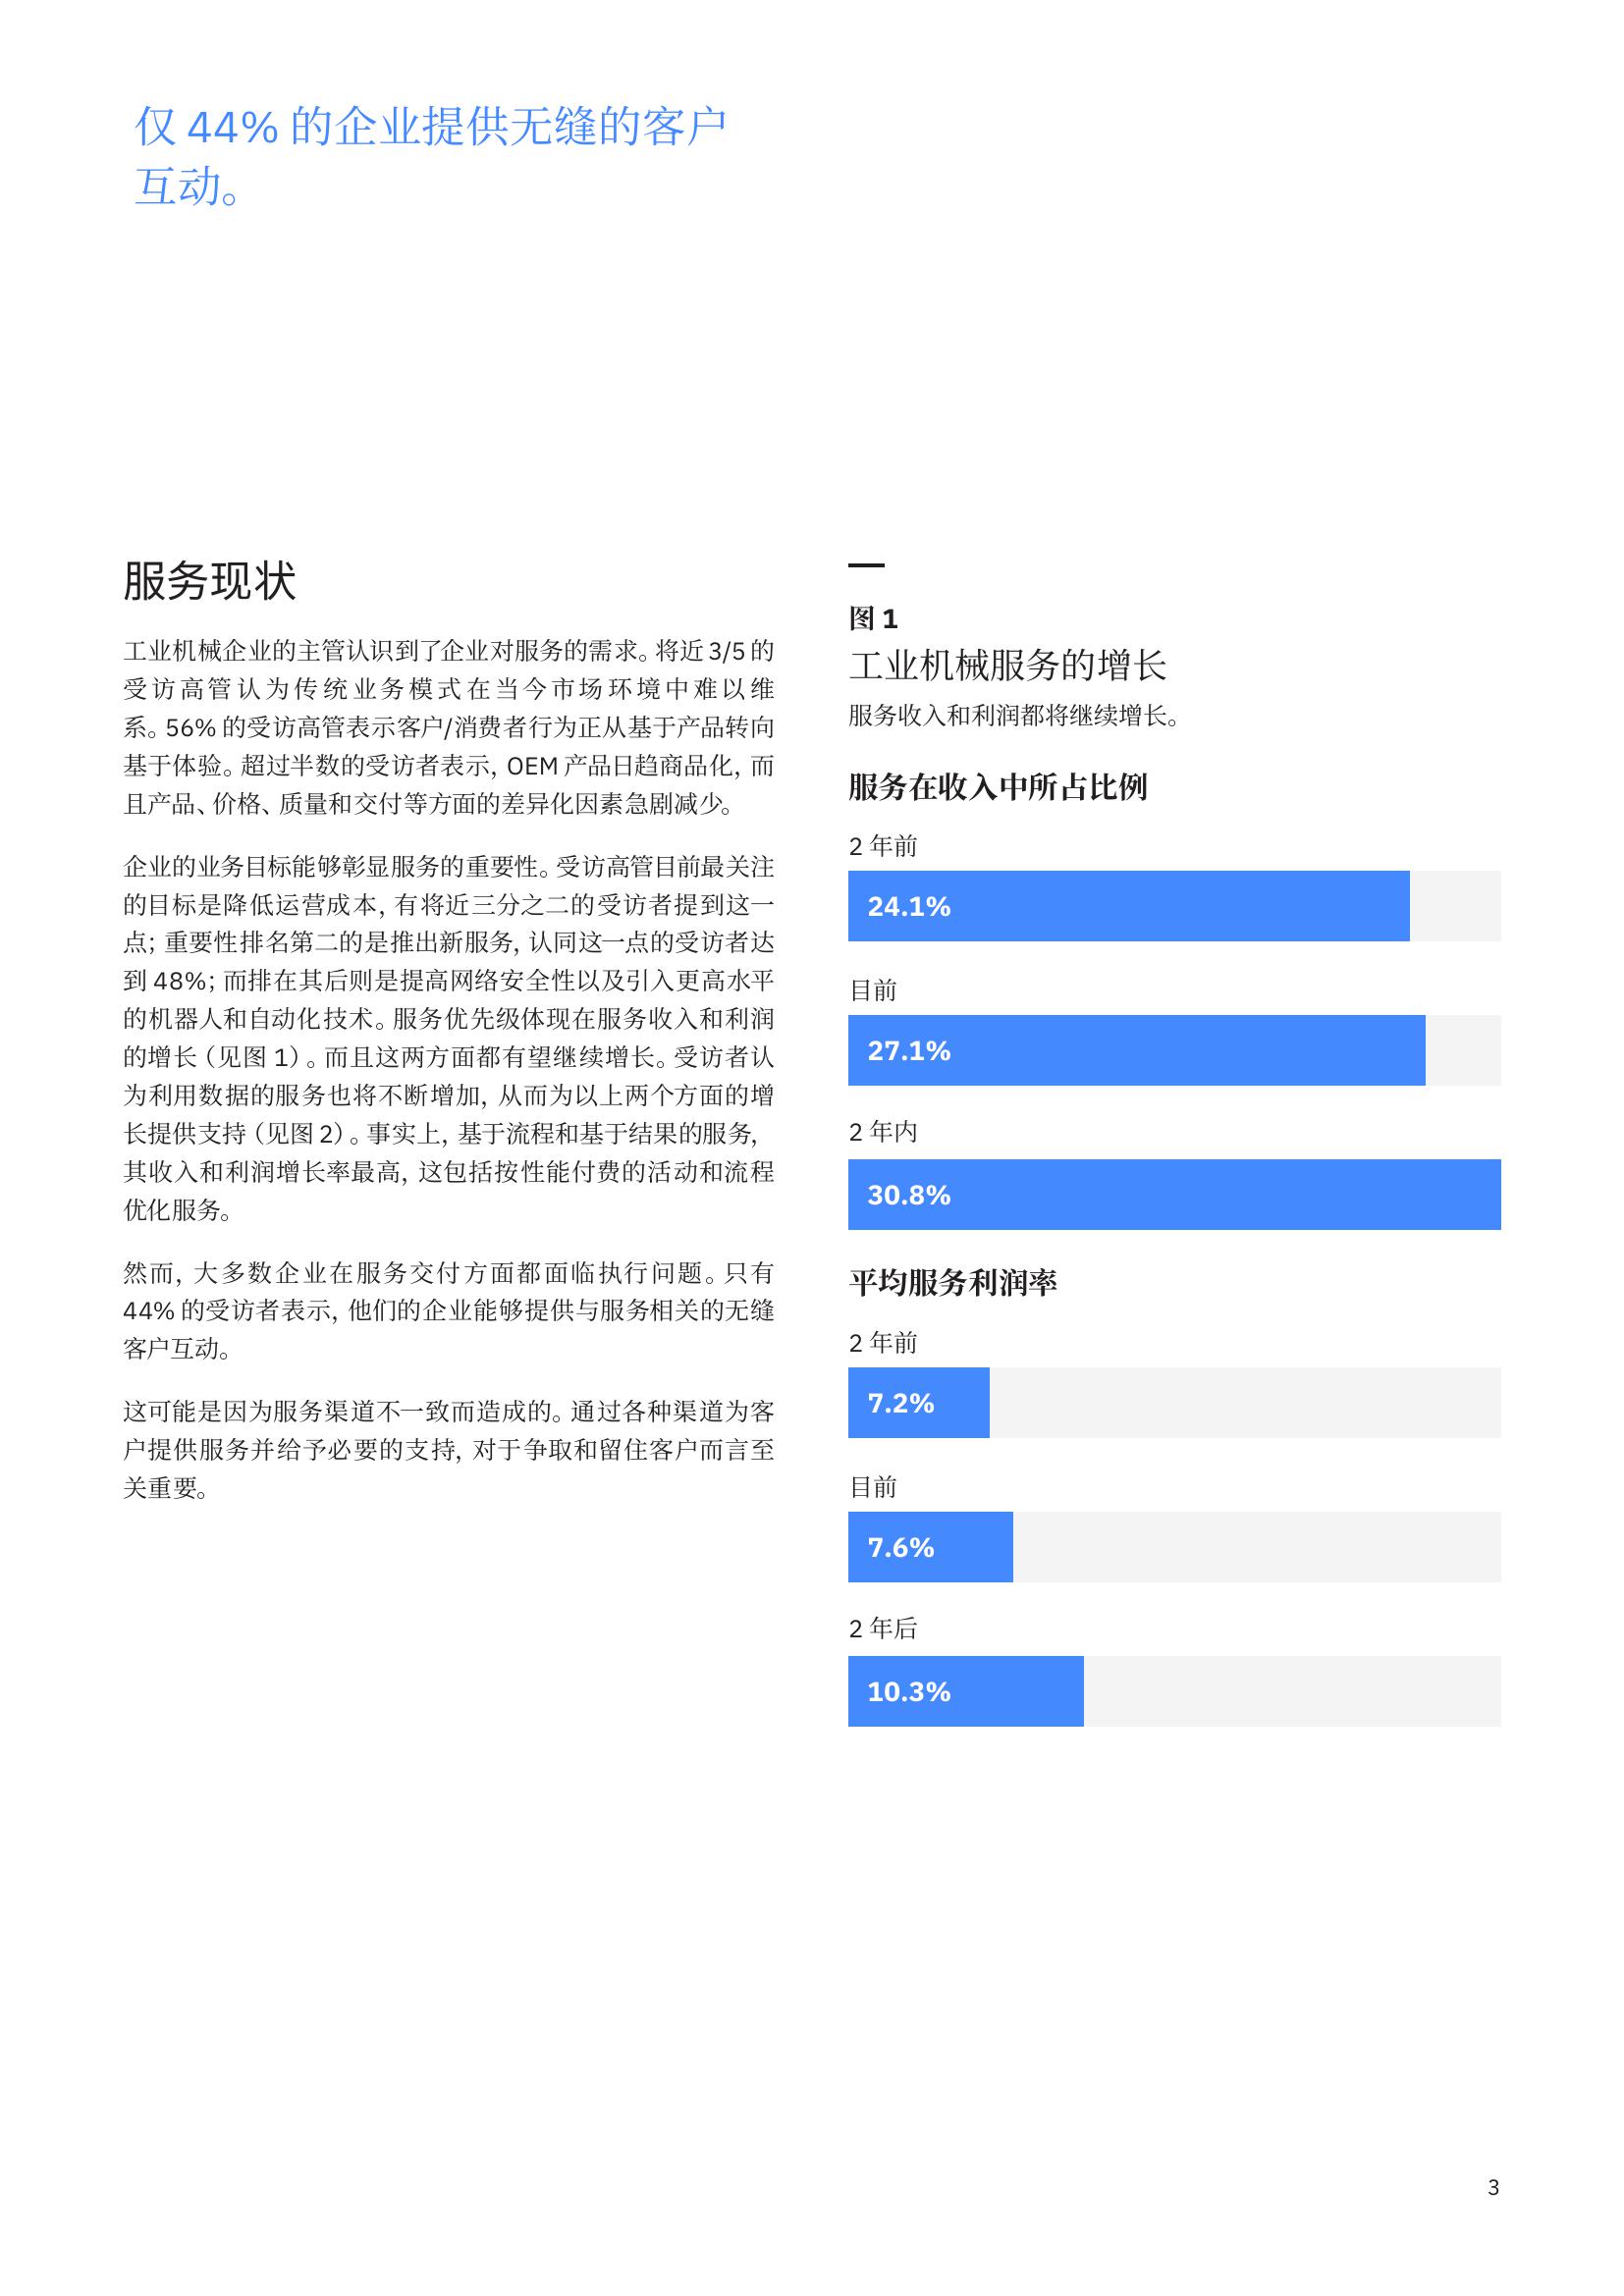 仅 44% 的企业提供无缝的客户
互动。
服务现状
工业机械企业的主管认识到了企业对服务的需求。将近 3/5 的
受访高管认为传统业务模式在当今市场环境中难以维
系。56% 的受访高管表示客户/消费者行为正从基于产品转向
基于体验。超过半数的受访者表示, OEM 产品日趋商品化, 而
且产品、价格、质量和交付等方面的差异化因素急剧减少。
企业的业务目标能够彰显服务的重要性。受访高管目前最关注
的目标是降低运营成本, 有将近三分之二的受访者提到这一
点; 重要性排名第二的是推出新服务, 认同这一点的受访者达
到 48%; 而排在其后则是提高网络安全性以及引入更高水平
的机器人和自动化技术。服务优先级体现在服务收入和利润
的增长 (见图 1) 。而且这两方面都有望继续增长。受访者认
为利用数据的服务也将不断增加, 从而为以上两个方面的增
长提供支持 (见图 2) 。事实上, 基于流程和基于结果的服务,
其收入和利润增长率最高, 这包括按性能付费的活动和流程
优化服务。
然而, 大多数企业在服务交付方面都面临执行问题。只有
44% 的受访者表示, 他们的企业能够提供与服务相关的无缝
客户互动。
这可能是因为服务渠道不一致而造成的。通过各种渠道为客
户提供服务并给予必要的支持, 对于争取和留住客户而言至
关重要。
图 1
工业机械服务的增长
服务收入和利润都将继续增长。
服务在收入中所占比例
2 年前
24.1%
目前
27.1%
2 年内
30.8%
平均服务利润率
2 年前
7.2%
目前
7.6%
2 年后
10.3%
3